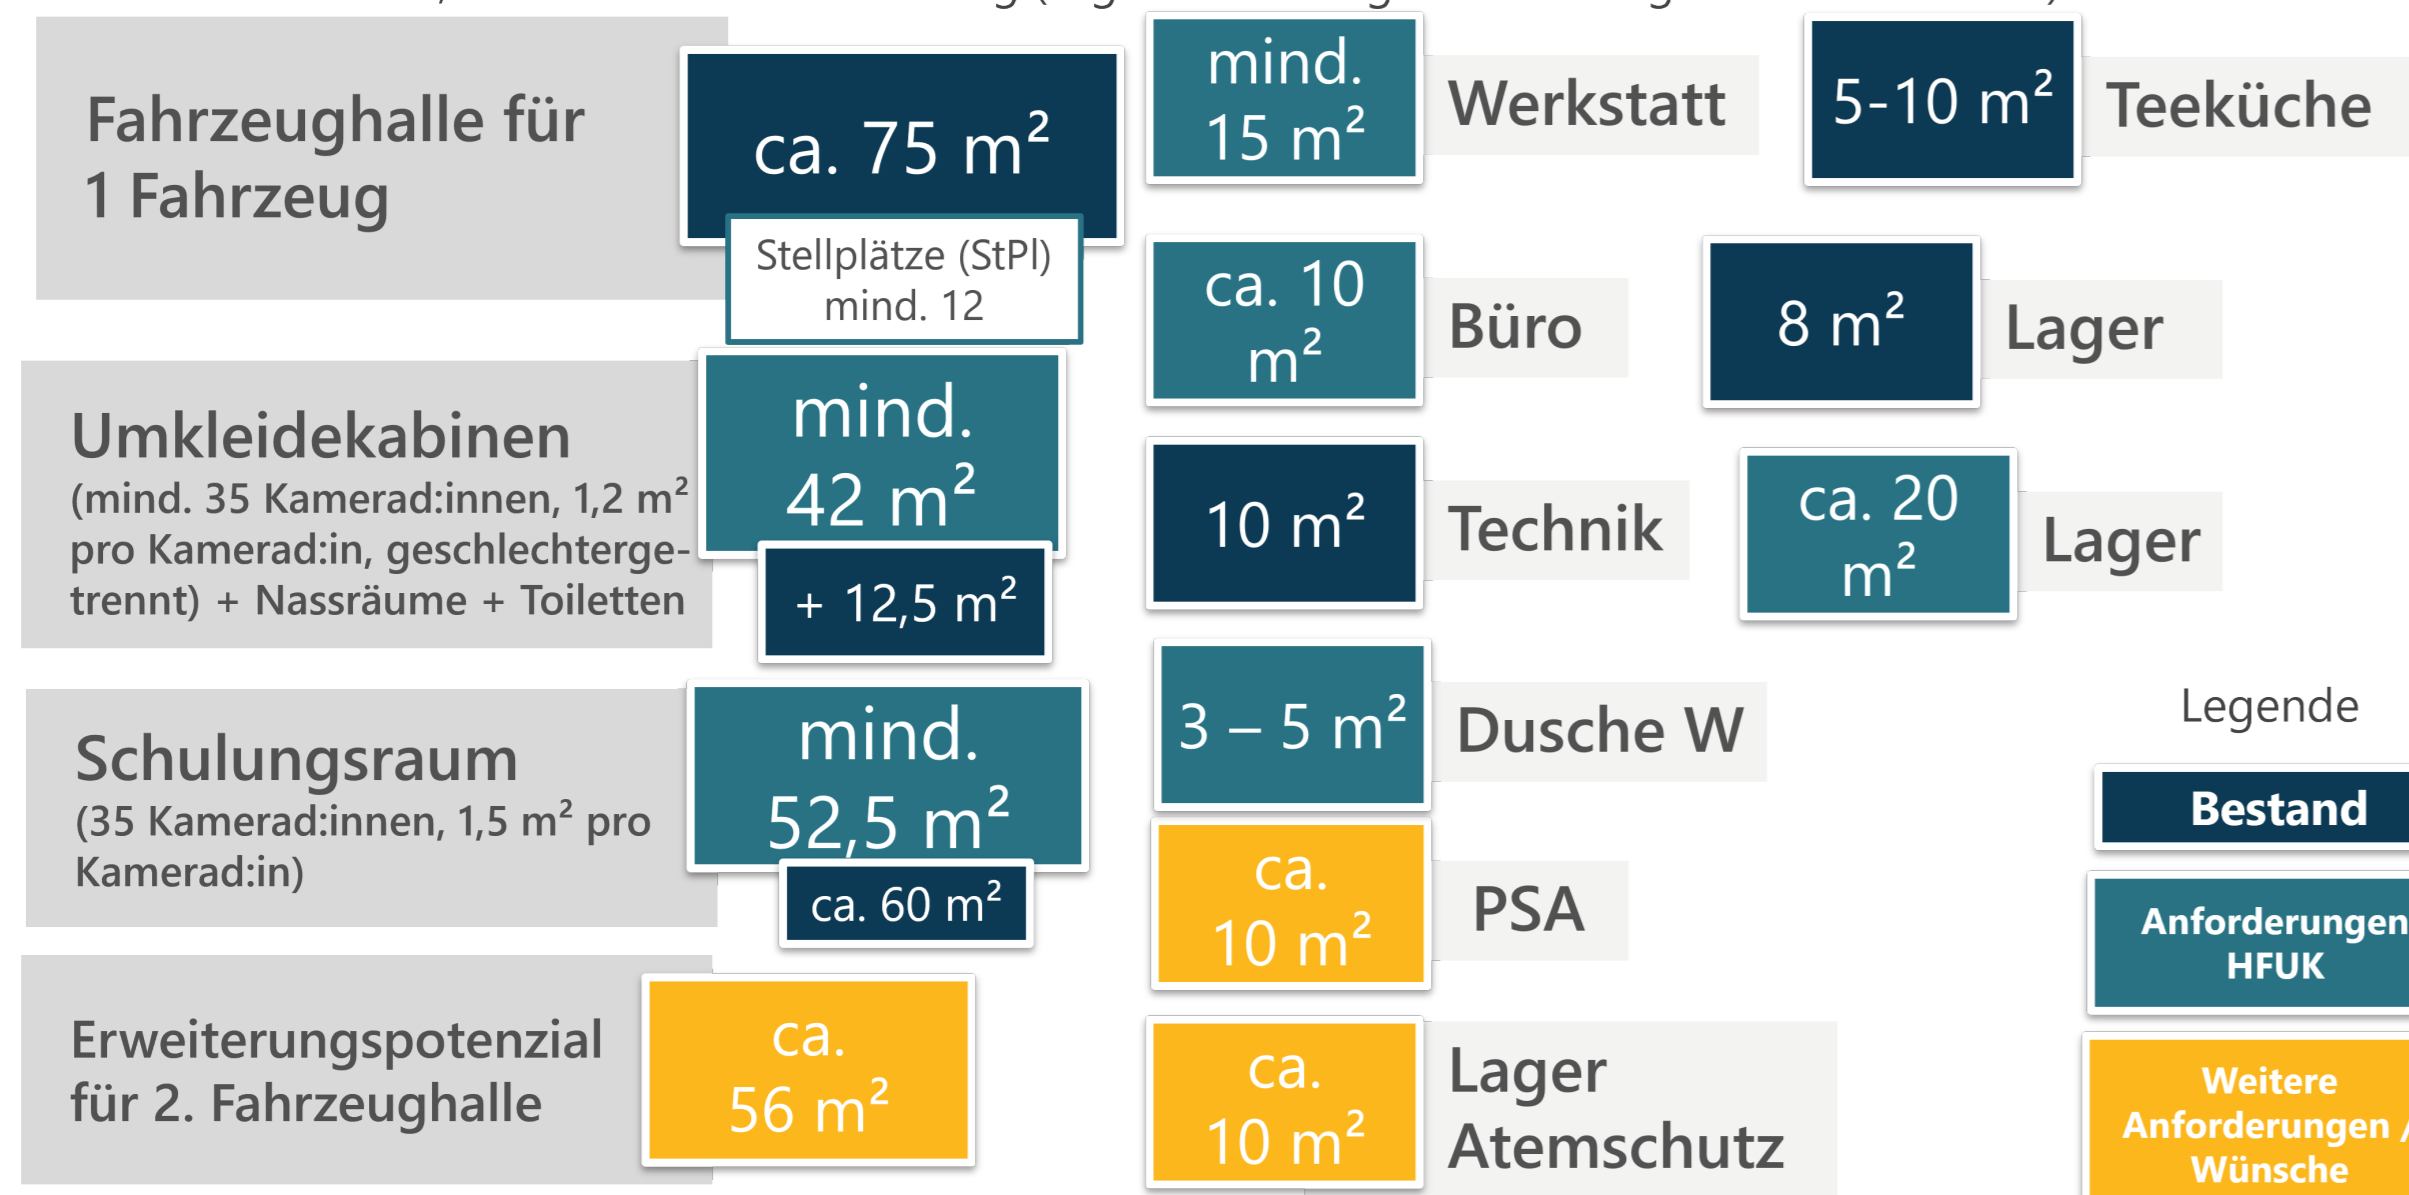 Fahrzeughalle für
1 Fahrzeug
ca. 75 m²
Stellplätze (StPl)
mind. 12
Umkleidekabinen
(mind. 35 Kamerad:innen, 1,2 m²
pro Kamerad:in, geschlechterge-
trennt) + Nassräume + Toiletten
mind.
42 m²
+ 12,5 m²
Schulungsraum
(35 Kamerad:innen, 1,5 m² pro
Kamerad:in)
mind.
52,5 m²
ca. 60 m²
Erweiterungspotenzial
für 2. Fahrzeughalle
ca.
56 m²
mind.
15 m²
Werkstatt
ca. 10
m²
Büro
10 m²
Technik
3 – 5 m²
Dusche W
ca.
10 m²
PSA
ca.
10 m²
Lager
Atemschutz
5-10 m²
Teeküche
8 m²
Lager
ca. 20
m²
Lager
Legende
Bestand
Anforderungen
HFUK
Weitere
Anforderungen /
Wünsche